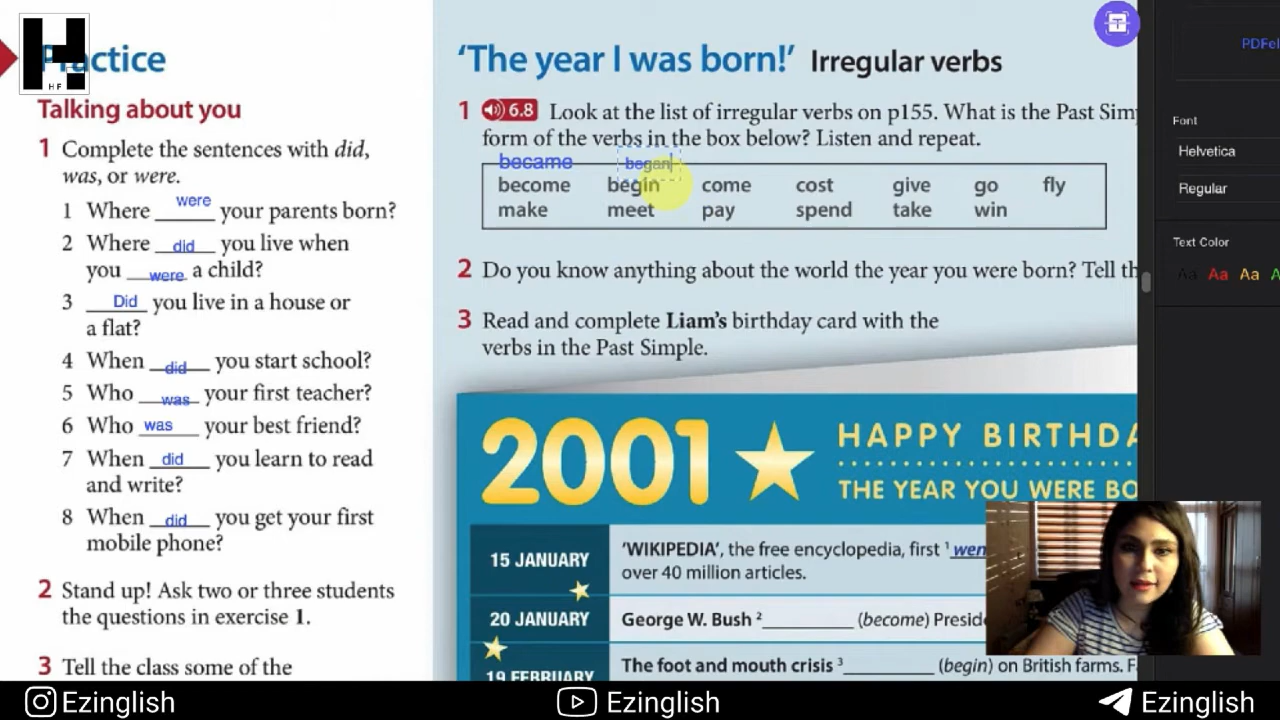 H
HF
Practice
Talking about you
1 Complete the sentences with did,
was, or were.
1 Where were your parents born?
2 Where did you live when
you were a child?
3 Did you live in a house or
a flat?
4 When did you start school?
5 Who was your first teacher?
6 Who was your best friend?
7 When did you learn to read
and write?
8 When did you get your first
mobile phone?
2 Stand up! Ask two or three students
the questions in exercise 1.
3 Tell the class some of the
'The year I was born!' Irregular verbs
1 6.8 Look at the list of irregular verbs on p155. What is the Past Sim
form of the verbs in the box below? Listen and repeat.
became began
become begin come cost give go fly
make meet pay spend take win
2 Do you know anything about the world the year you were born? Tell th
3 Read and complete Liam's birthday card with the
verbs in the Past Simple.
2001 HAPPY BIRTHDA
THE YEAR YOU WERE BO
15 JANUARY 'WIKIPEDIA', the free encyclopedia, first 1 wen
over 40 million articles.
20 JANUARY George W. Bush 2 ________ (become) Presid
19 FEBRUARY The foot and mouth crisis 3 ________ (begin) on British farms. F
PDFel
Font
Helvetica
Regular
Text Color
Aa Aa Aa A
Ezinglish Ezinglish Ezinglish